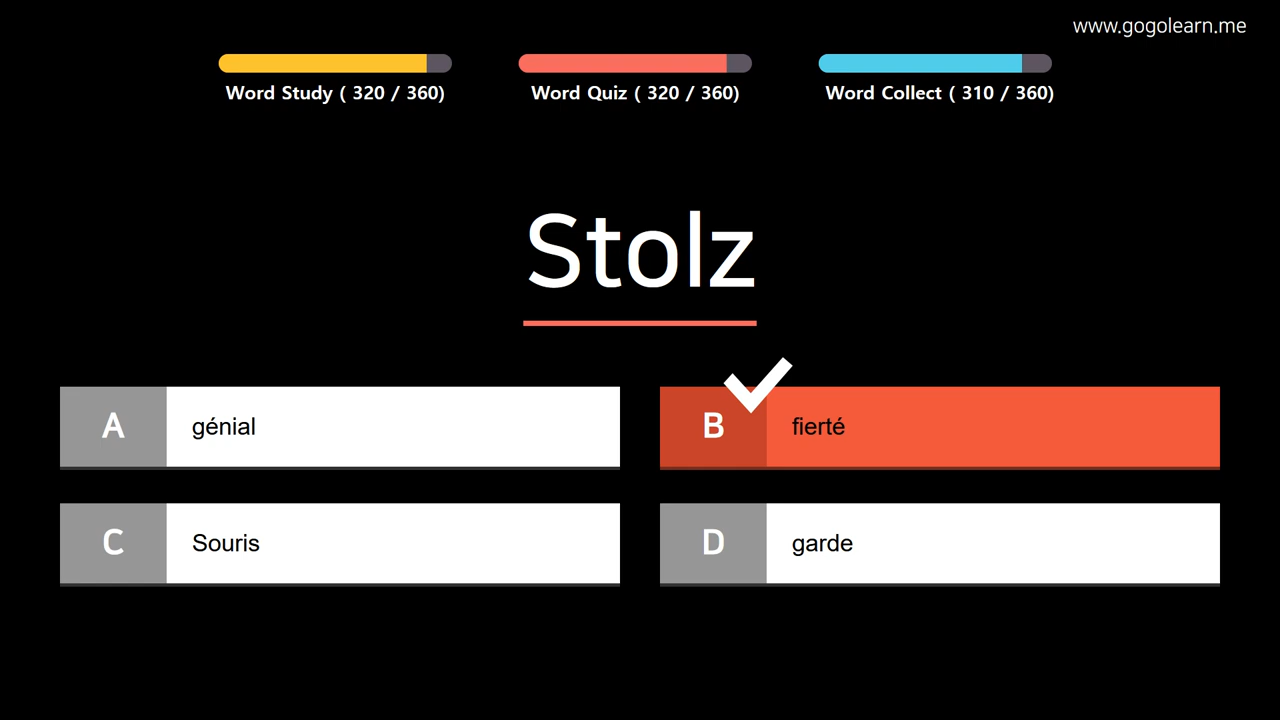 www.gogolearn.me
Word Study ( 320 / 360)
Word Quiz ( 320 / 360)
Word Collect ( 310 / 360)
Stolz
A
génial
B
fierté
C
Souris
D
garde